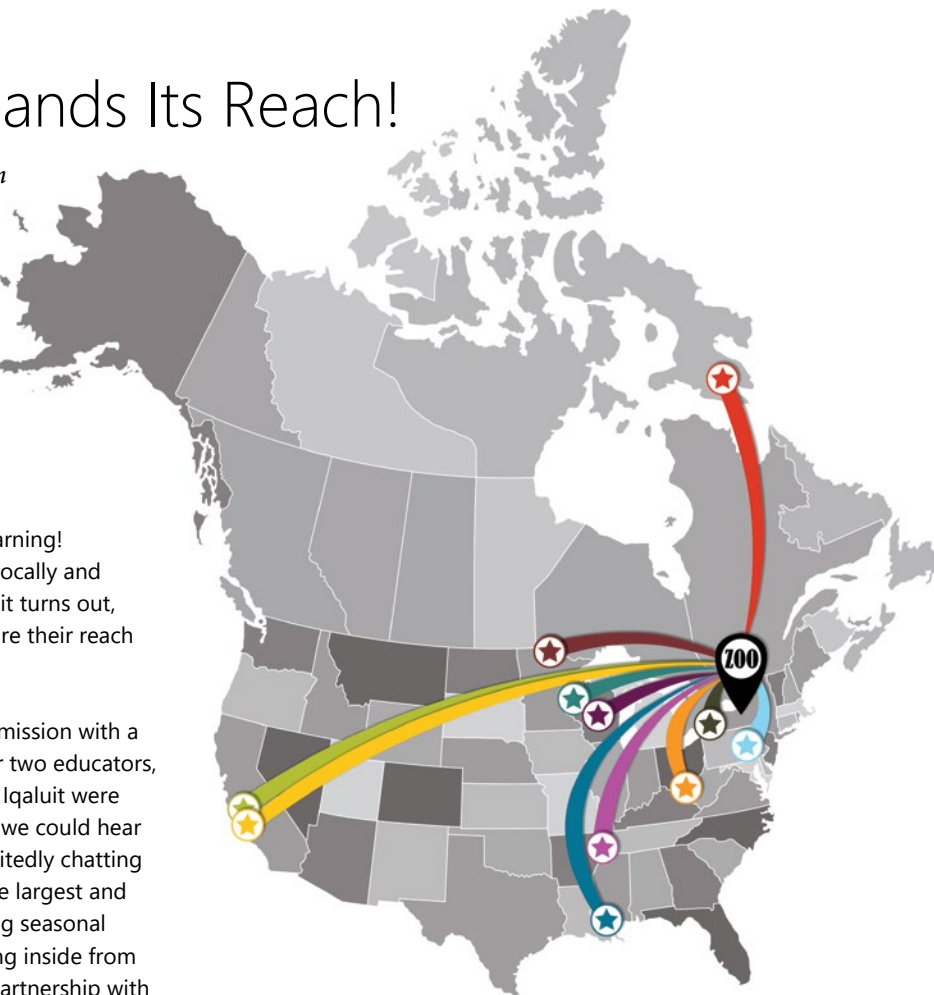 ands Its Reach!
n
arning!
ocally and
it turns out,
re their reach
mission with a
r two educators,
Iqaluit were
we could hear
itedly chatting
e largest and
g seasonal
ng inside from
artnership with
ZOO